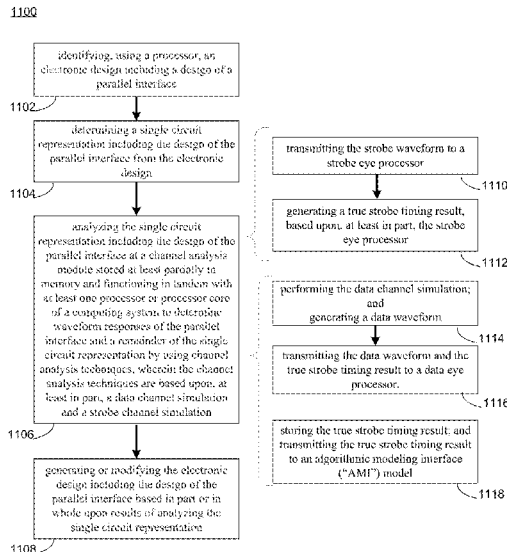 1100
identifying, using a processor, an
electronic design including a design of a
parallel interface
1102
determining a single circuit
representation including the design of the
parallel interface from the electronic
design
1104
analyzing the single circuit
representation including the design of the
parallel interface at a channel analysis
module stored at least partially in
memory and functioning in tandem with
at least one processor or processor core
of a computing system to determine
waveform responses of the parallel
interface and a remainder of the single
circuit representation by using channel
analysis techniques, wherein the channel
analysis techniques are based upon, at
least in part, a data channel simulation
and a strobe channel simulation
1106
generating or modifying the electronic
design including the design of the
parallel interface based in part or in
whole upon results of analyzing the
single circuit representation
1108
transmitting the strobe waveform to a
strobe eye processor
1110
generating a true strobe timing result,
based upon, at least in part, the strobe
eye processor
1112
performing the data channel simulation;
and
generating a data waveform
1114
transmitting the data waveform and the
true strobe timing result to a data eye
processor.
1116
storing the true strobe timing result; and
transmitting the true strobe timing result
to an algorithmic modeling interface
("AMI") model
1118